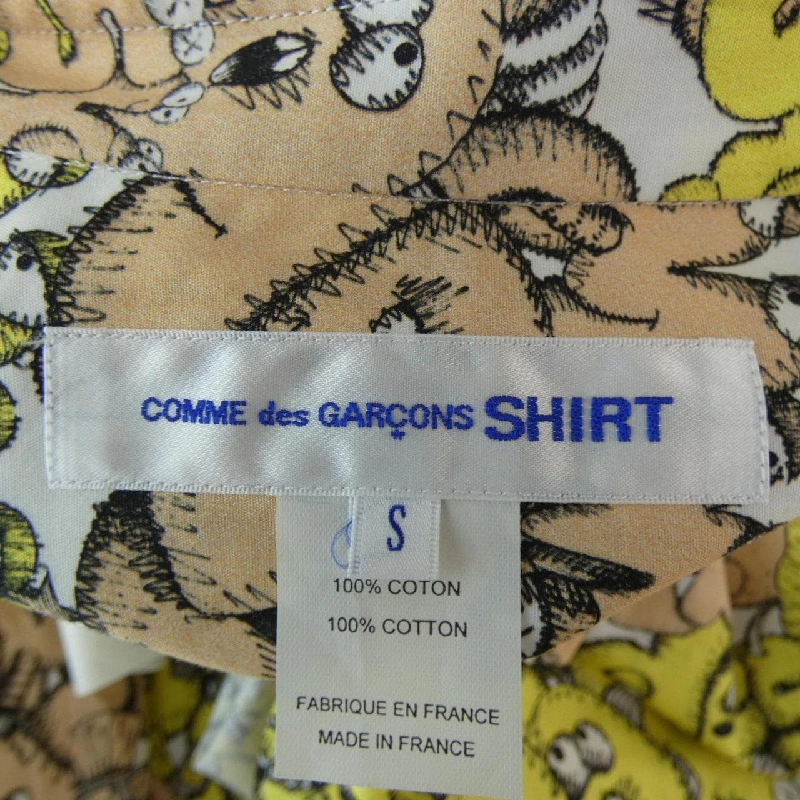 COMME des GARÇONS SHIRT
S
100% COTON
100% COTTON
FABRIQUE EN FRANCE
MADE IN FRANCE